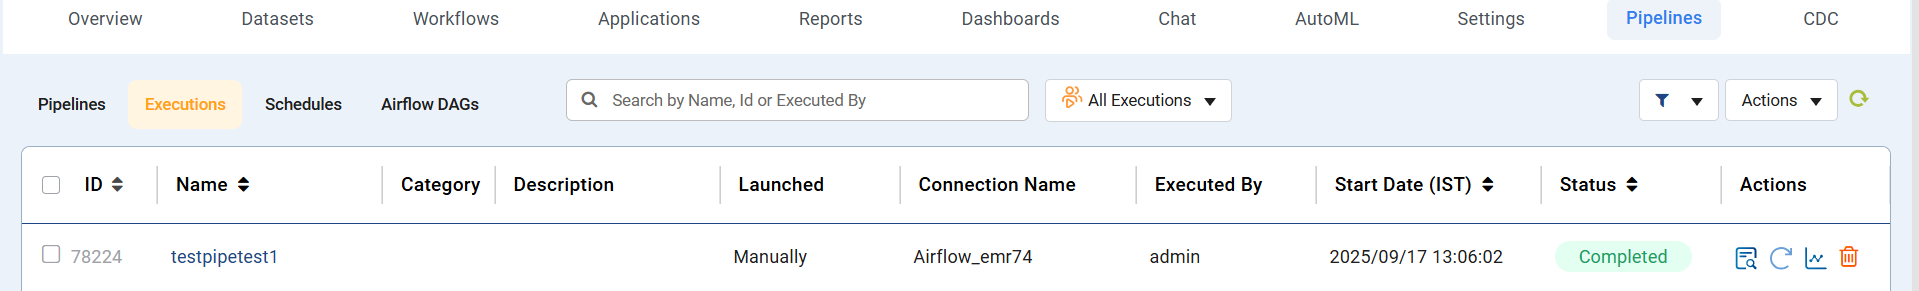 Overview Datasets Workflows Applications Reports Dashboards Chat AutoML Settings Pipelines CDC
Pipelines Executions Schedules Airflow DAGs Search by Name, Id or Executed By All Executions Actions
ID Name Category Description Launched Connection Name Executed By Start Date (IST) Status Actions
78224 testpipetest1 Manually Airflow_emr74 admin 2025/09/17 13:06:02 Completed